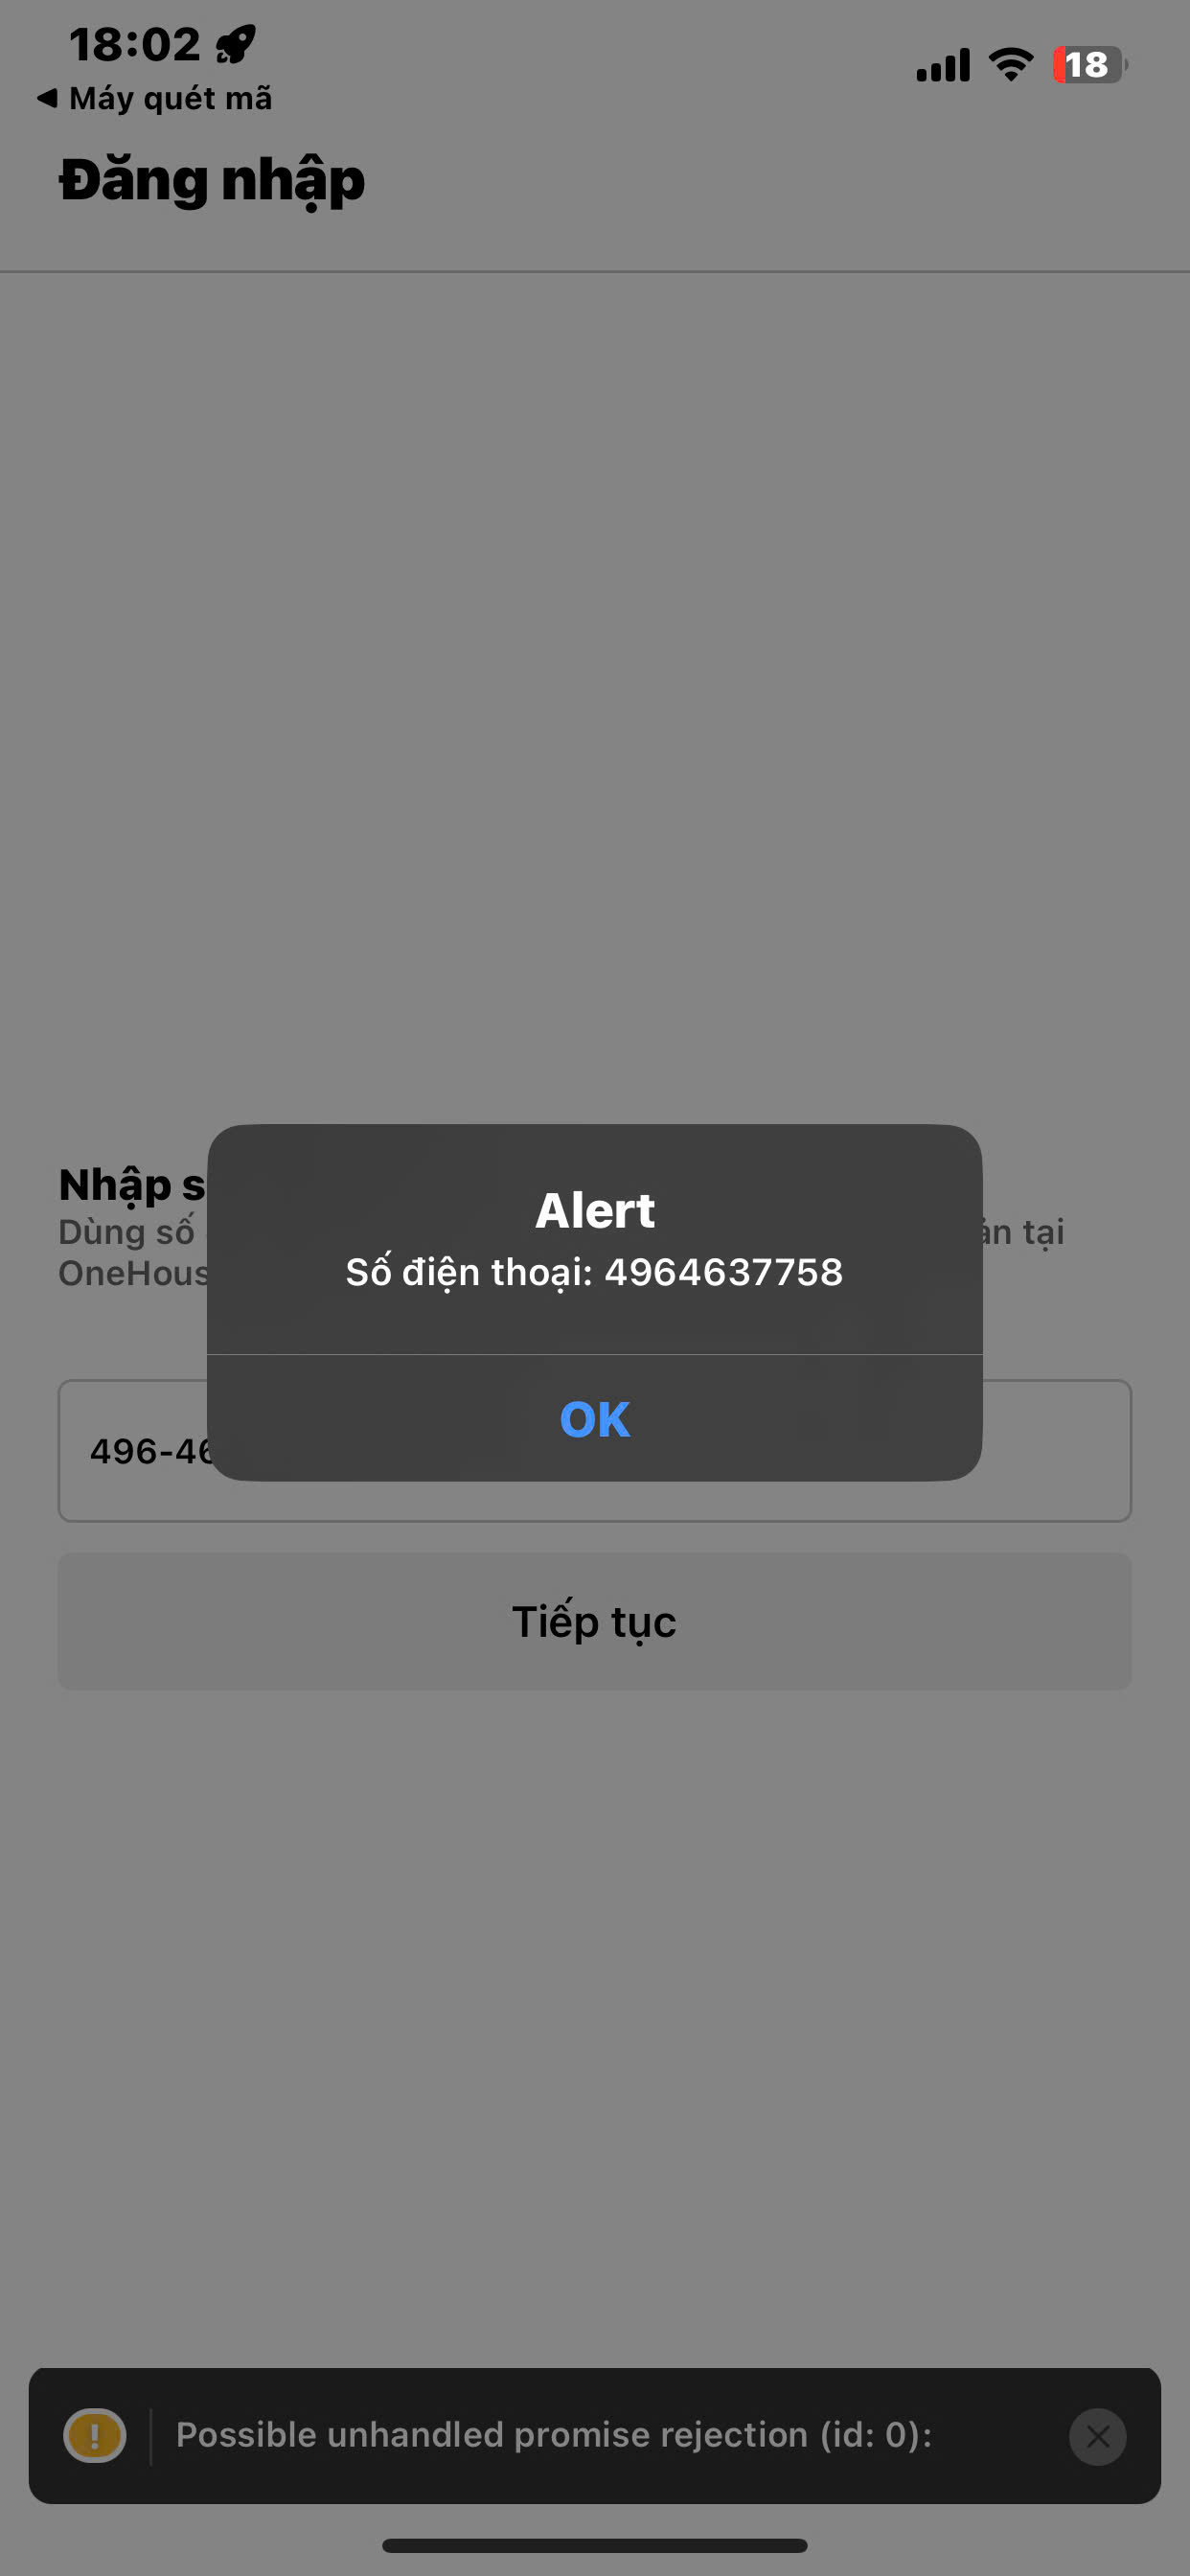 18:02
18
Máy quét mã
Đăng nhập
Nhập s
Dùng số
ản tại
OneHous
Alert
Số điện thoại: 4964637758
OK
496-46
Tiếp tục
Possible unhandled promise rejection (id: 0):